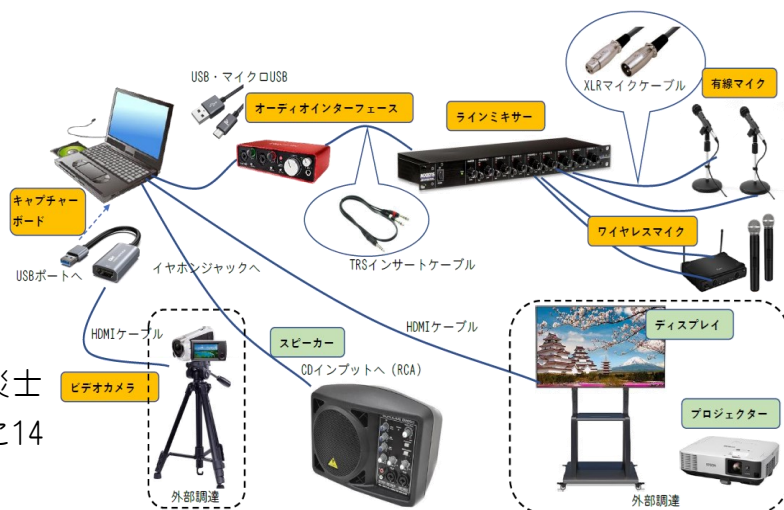 USB・マイクロUSB
オーディオインターフェース
ラインミキサー
XLRマイクケーブル
有線マイク
キャプチャー
ボード
USBポートへ
イヤホンジャックへ
TRSインサートケーブル
ワイヤレスマイク
HDMIケーブル
HDMIケーブル
ディスプレイ
スピーカー
CDインプットへ（RCA）
ビデオカメラ
プロジェクター
士
14
外部調達
外部調達